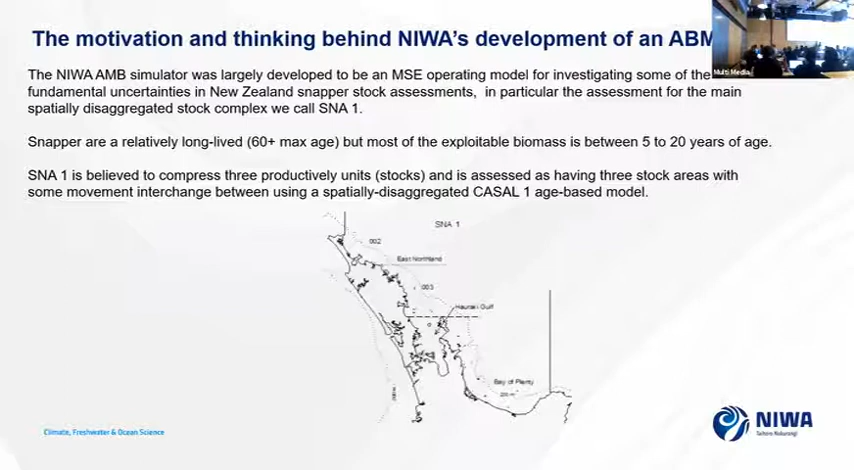 The motivation and thinking behind NIWA's development of an ABM
Multi Media
The NIWA AMB simulator was largely developed to be an MSE operating model for investigating some of the
fundamental uncertainties in New Zealand snapper stock assessments, in particular the assessment for the main
spatially disaggregated stock complex we call SNA 1.
Snapper are a relatively long-lived (60+ max age) but most of the exploitable biomass is between 5 to 20 years of age.
SNA 1 is believed to compress three productively units (stocks) and is assessed as having three stock areas with
some movement interchange between using a spatially-disaggregated CASAL 1 age-based model.
SNA 1
002
East Northland
003
Hauraki Gulf
Bay of Plenty
Climate, Freshwater & Ocean Science
NIWA
Taihoro Nukurangi